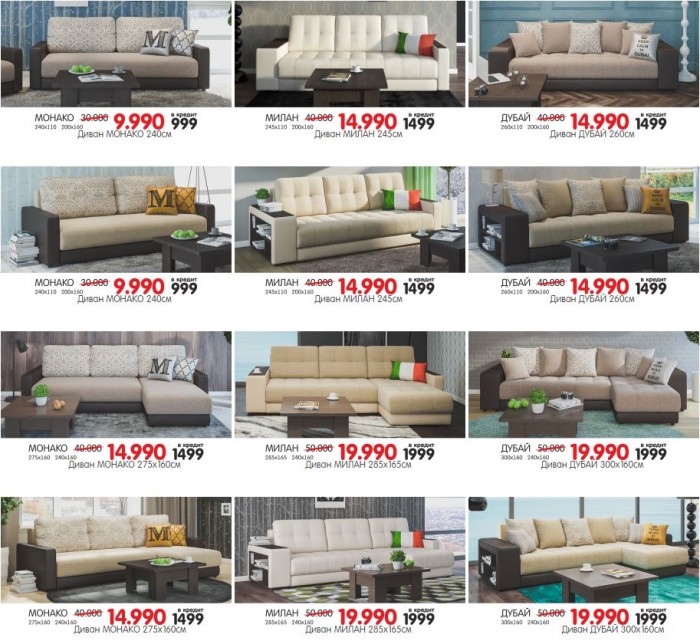 МОНАКО 30.000 9.990 в кредит 999
240x110 200x160
Диван МОНАКО 240см
МИЛАН 40.000 14.990 в кредит 1499
245x110 200x160
Диван МИЛАН 245см
ДУБАЙ 40.000 14.990 в кредит 1499
260x110 200x160
Диван ДУБАЙ 260см
МОНАКО 30.000 9.990 в кредит 999
240x110 200x160
Диван МОНАКО 240см
МИЛАН 40.000 14.990 в кредит 1499
245x110 200x160
Диван МИЛАН 245см
ДУБАЙ 40.000 14.990 в кредит 1499
260x110 200x160
Диван ДУБАЙ 260см
МОНАКО 40.000 14.990 в кредит 1499
275x160 240x160
Диван МОНАКО 275x160см
МИЛАН 50.000 19.990 в кредит 1999
285x165 240x160
Диван МИЛАН 285x165см
ДУБАЙ 50.000 19.990 в кредит 1999
300x160 240x160
Диван ДУБАЙ 300x160см
МОНАКО 40.000 14.990 в кредит 1499
275x160 240x160
Диван МОНАКО 275x160см
МИЛАН 50.000 19.990 в кредит 1999
285x165 240x160
Диван МИЛАН 285x165см
ДУБАЙ 50.000 19.990 в кредит 1999
300x160 240x160
Диван ДУБАЙ 300x160см